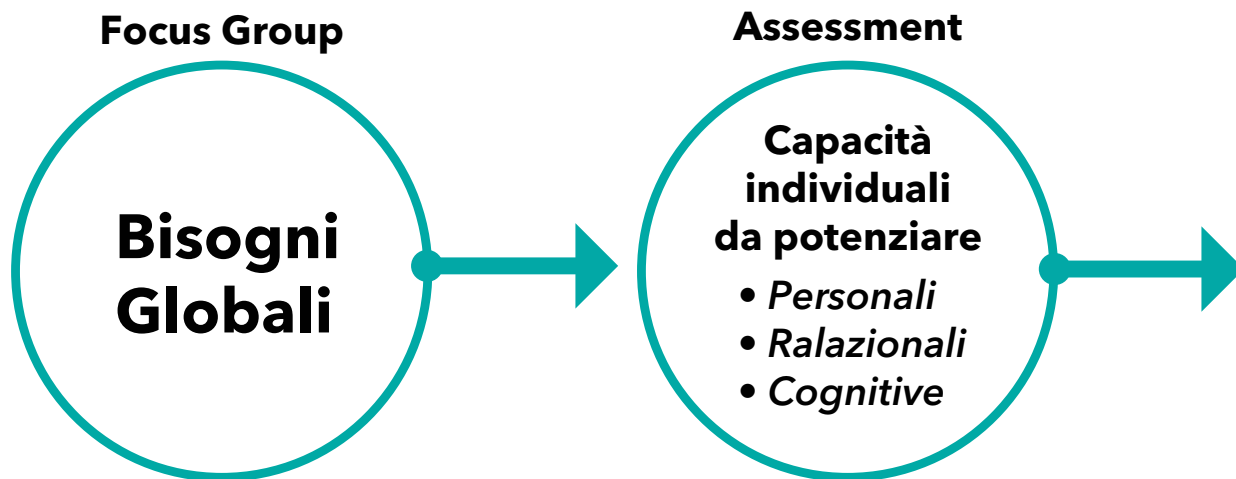 Focus Group
Bisogni
Globali
Assessment
Capacità
individuali
da potenziare
• Personali
• Ralazionali
• Cognitive